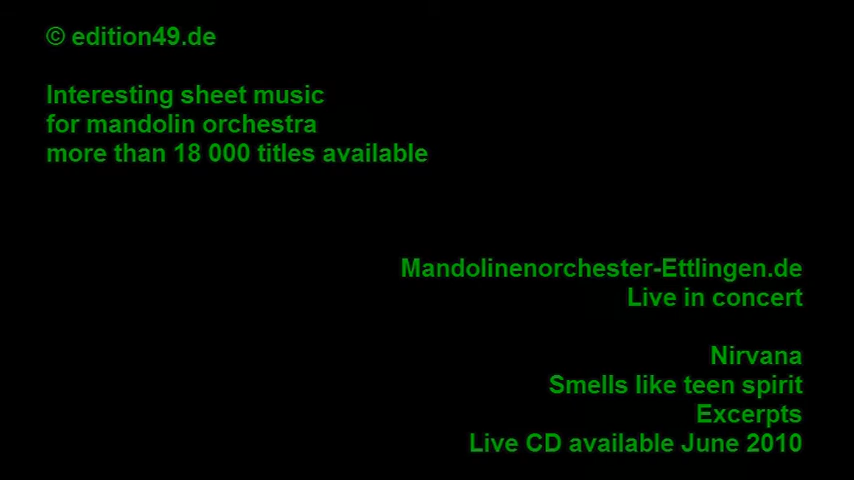 © edition49.de
Interesting sheet music
for mandolin orchestra
more than 18 000 titles available
Mandolinenorchester-Ettlingen.de
Live in concert
Nirvana
Smells like teen spirit
Excerpts
Live CD available June 2010